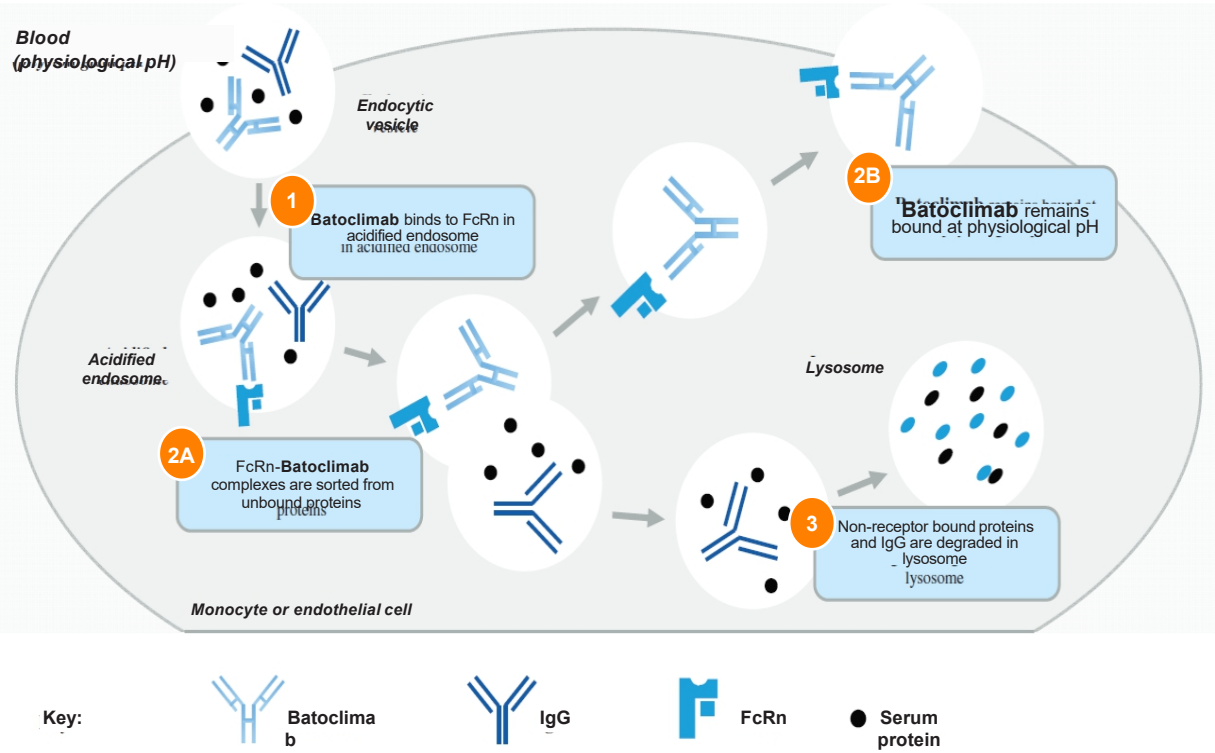 Blood
(physiological pH)
Endocytic
vesicle
1
Batoclimab binds to FcRn in
acidified endosome
in acidified endosome
2B
Batoclimab remains
bound at physiological pH
Acidified
endosome
2A
FcRn-Batoclimab
complexes are sorted from
unbound proteins
proteins
Lysosome
3
Non-receptor bound proteins
and IgG are degraded in
lysosome
lysosome
Monocyte or endothelial cell
Key:
Batoclima
b
IgG
FcRn
Serum
protein